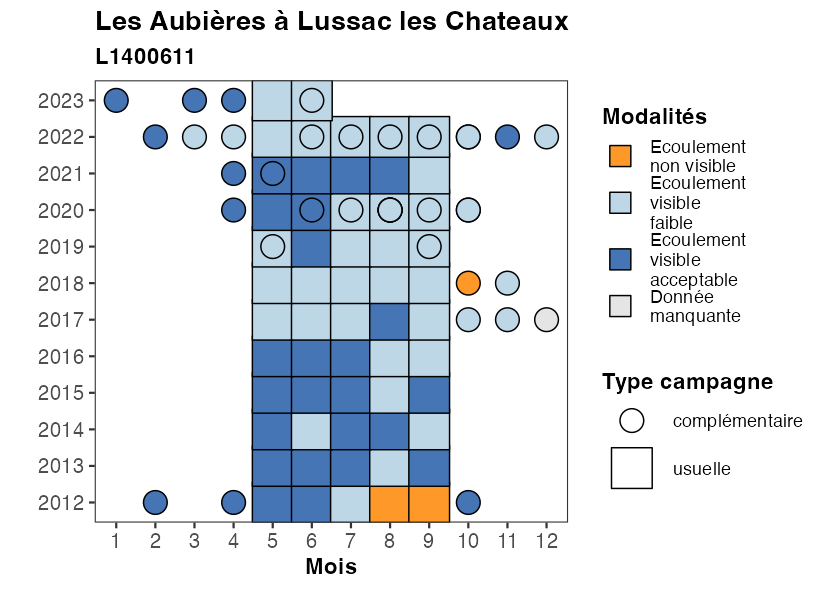 Les Aubières à Lussac les Chateaux
L1400611
2023
2022
2021
2020
2019
2018
2017
2016
2015
2014
2013
2012
1 2 3 4 5 6 7 8 9 10 11 12
Mois
Modalités
Ecoulement
non visible
Ecoulement
visible
faible
Ecoulement
visible
acceptable
Donnée
manquante
Type campagne
complémentaire
usuelle